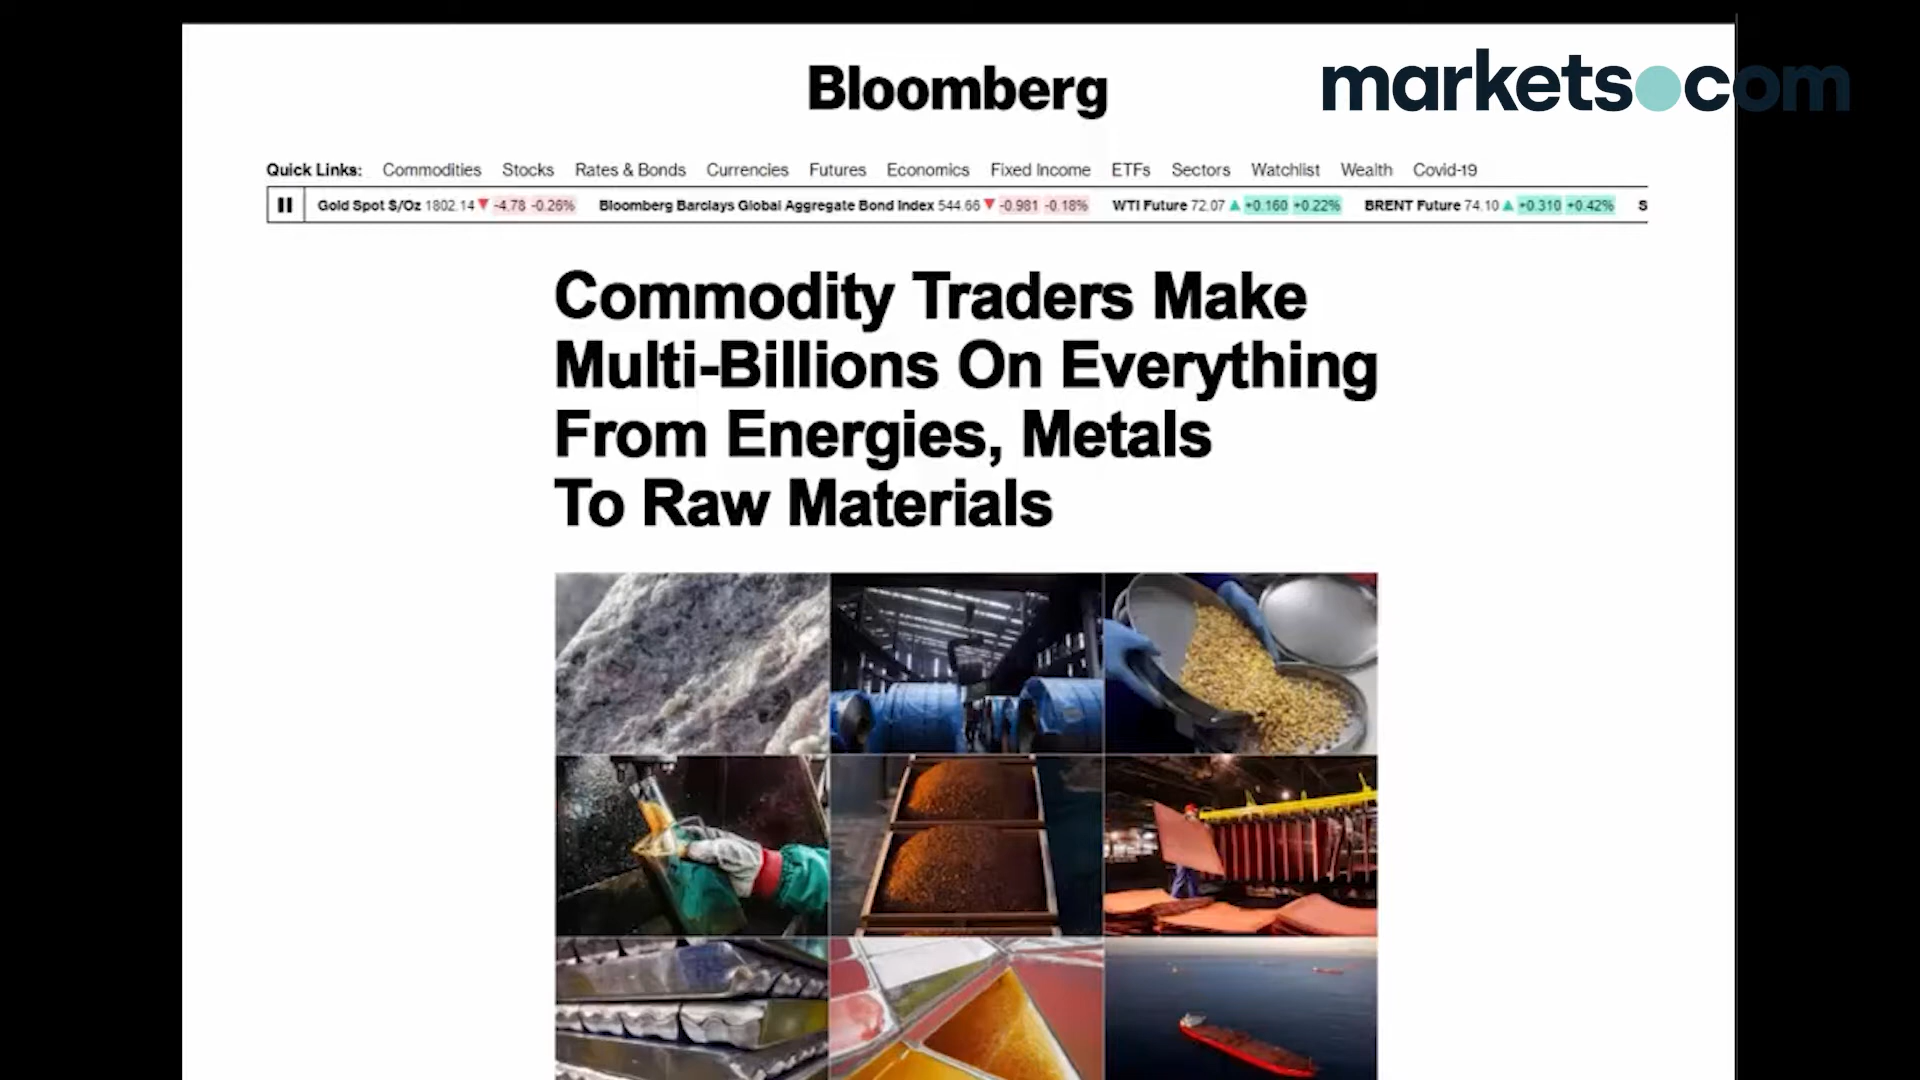 Bloomberg
markets.com
Quick Links: Commodities Stocks Rates & Bonds Currencies Futures Economics Fixed Income ETFs Sectors Watchlist Wealth Covid-19
Gold Spot $/Oz 1802.14 ▼ -4.78 -0.26% Bloomberg Barclays Global Aggregate Bond Index 544.66 ▼ -0.981 -0.18% WTI Future 72.07 ▲ +0.160 +0.22% BRENT Future 74.10 ▲ +0.310 +0.42% S
Commodity Traders Make
Multi-Billions On Everything
From Energies, Metals
To Raw Materials